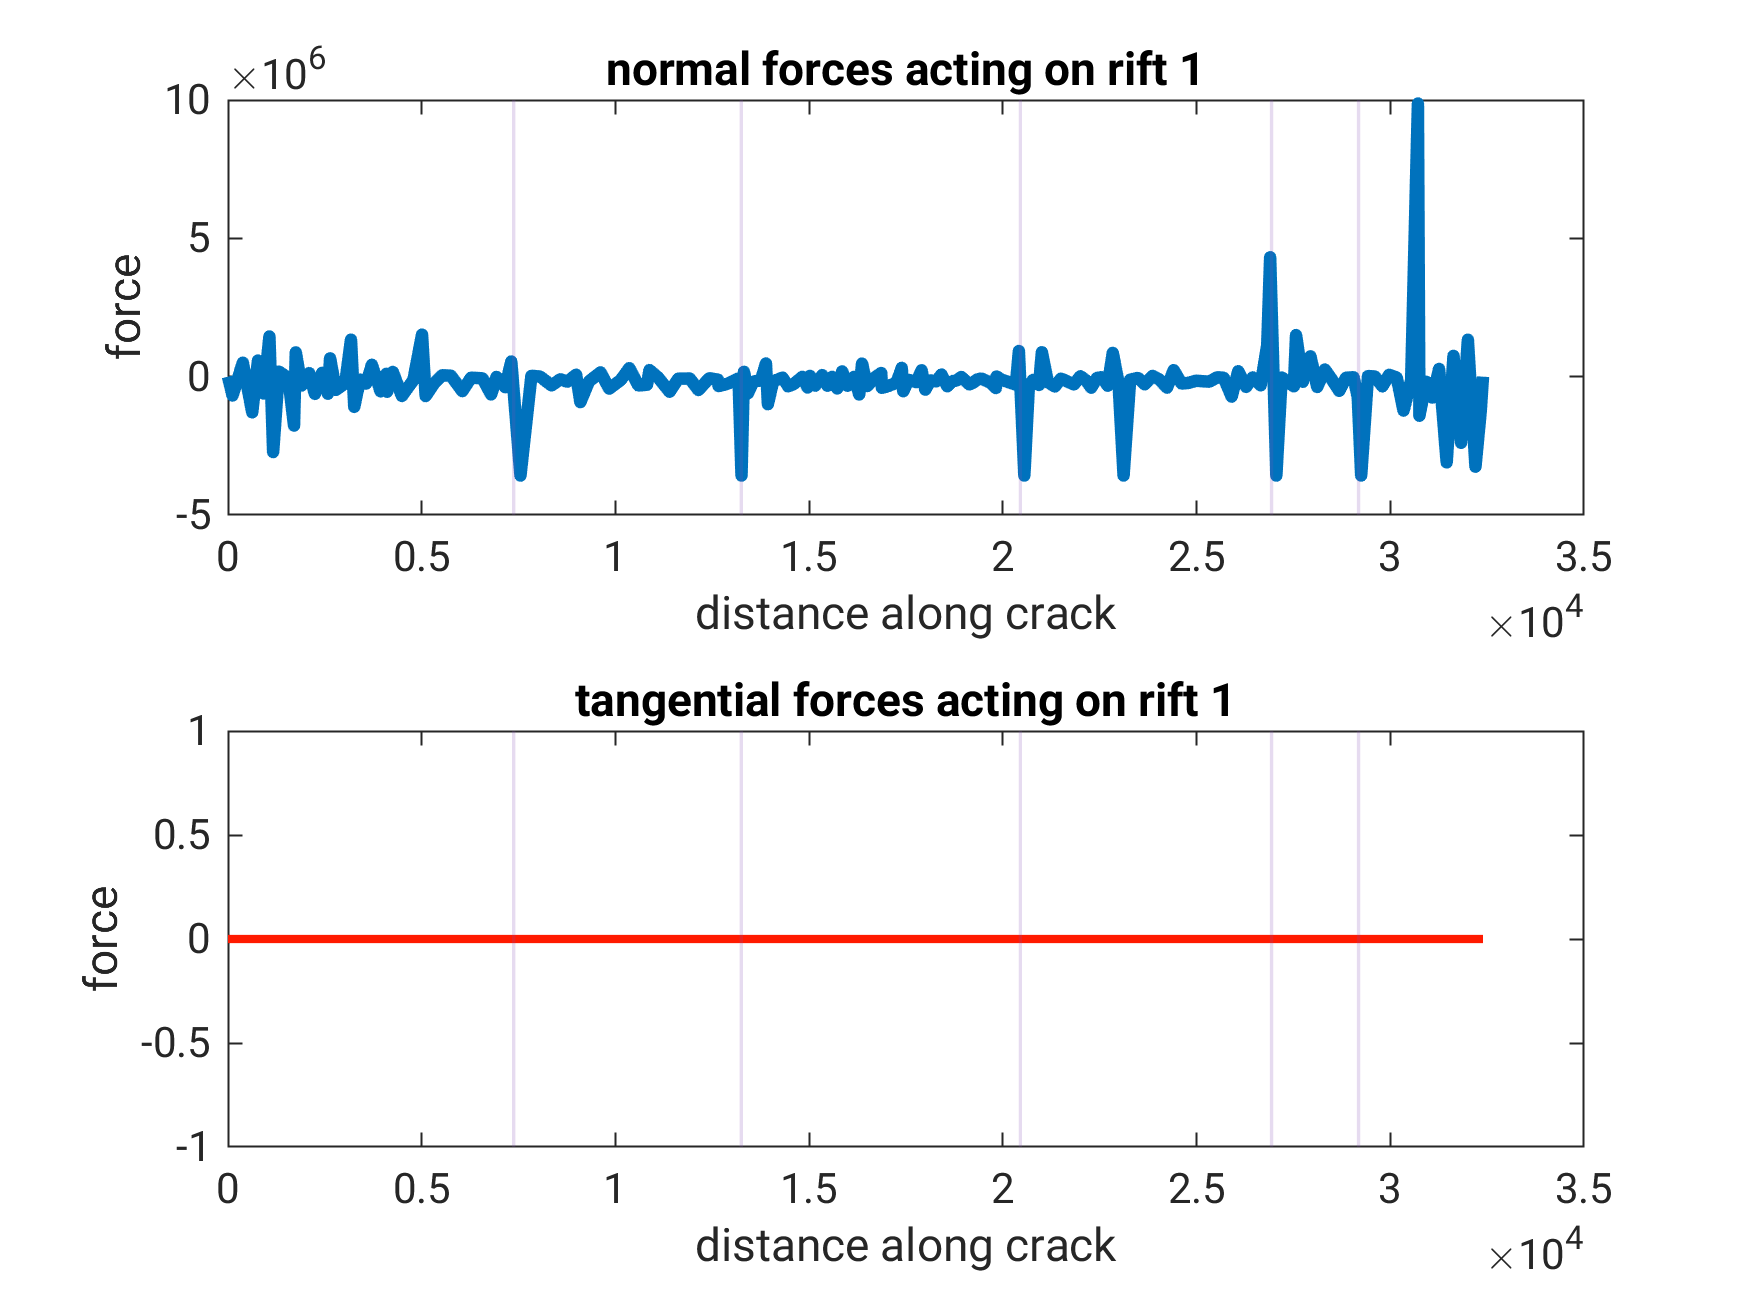 ×10^6
normal forces acting on rift 1
10
5
0
-5
force
0 0.5 1 1.5 2 2.5 3 3.5
distance along crack
×10^4
tangential forces acting on rift 1
1
0.5
0
-0.5
-1
force
0 0.5 1 1.5 2 2.5 3 3.5
distance along crack
×10^4